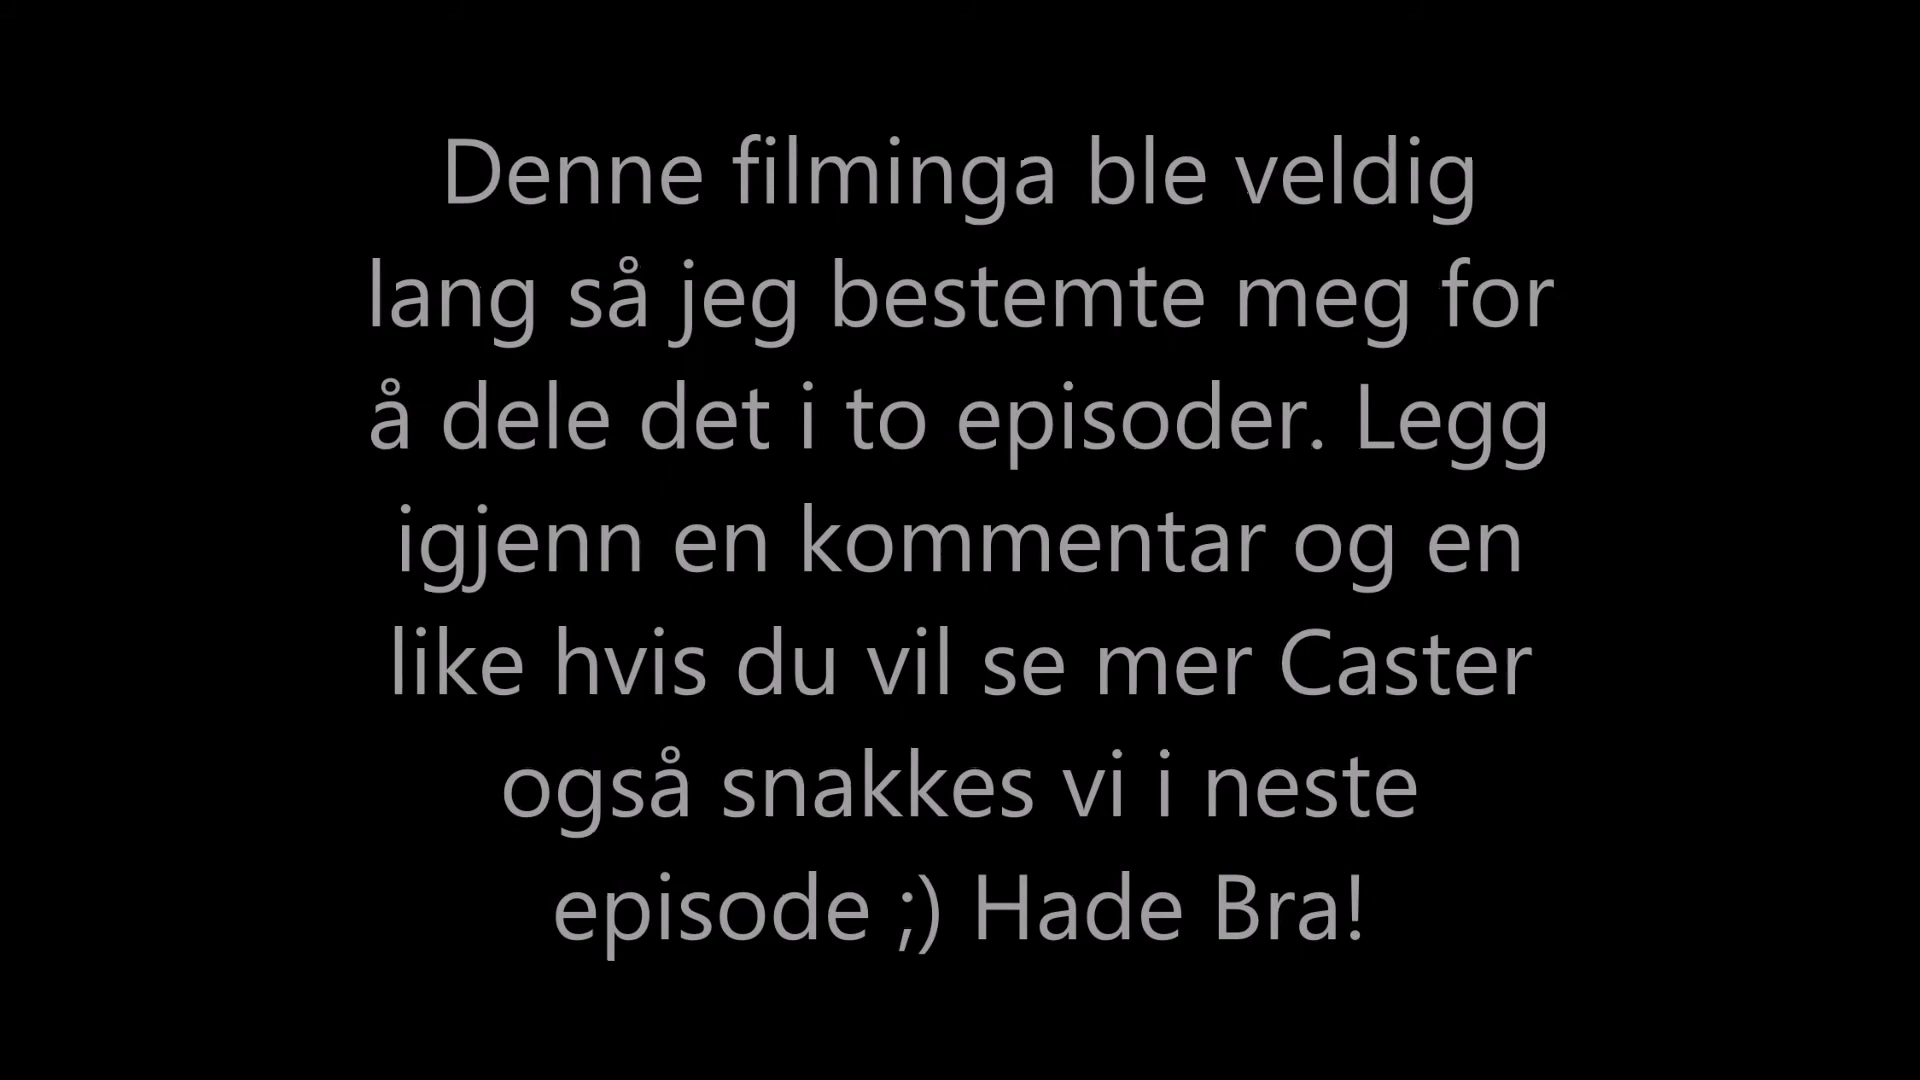 Denne filminga ble veldig
lang så jeg bestemte meg for
å dele det i to episoder. Legg
igjenn en kommentar og en
like hvis du vil se mer Caster
også snakkes vi i neste
episode ;) Hade Bra!